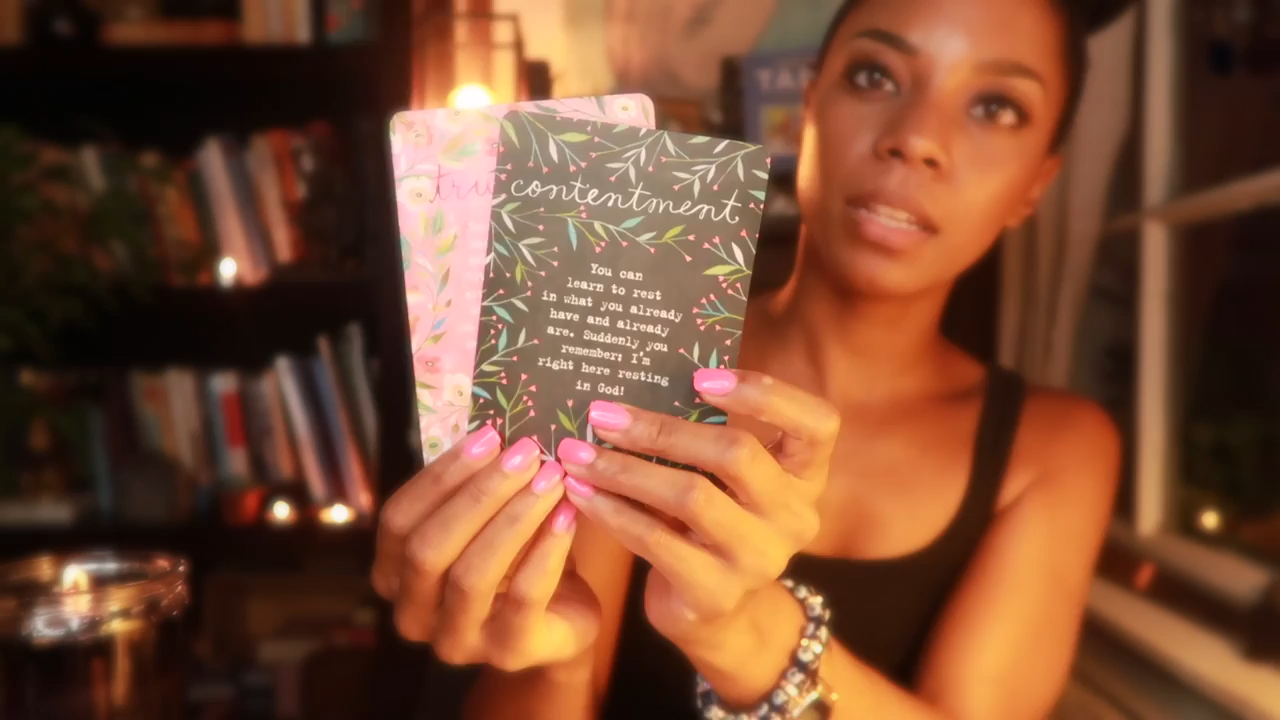 contentment
You can
learn to rest
in what you already
have and already
are. Suddenly you
remember: I'm
right here resting
in God!